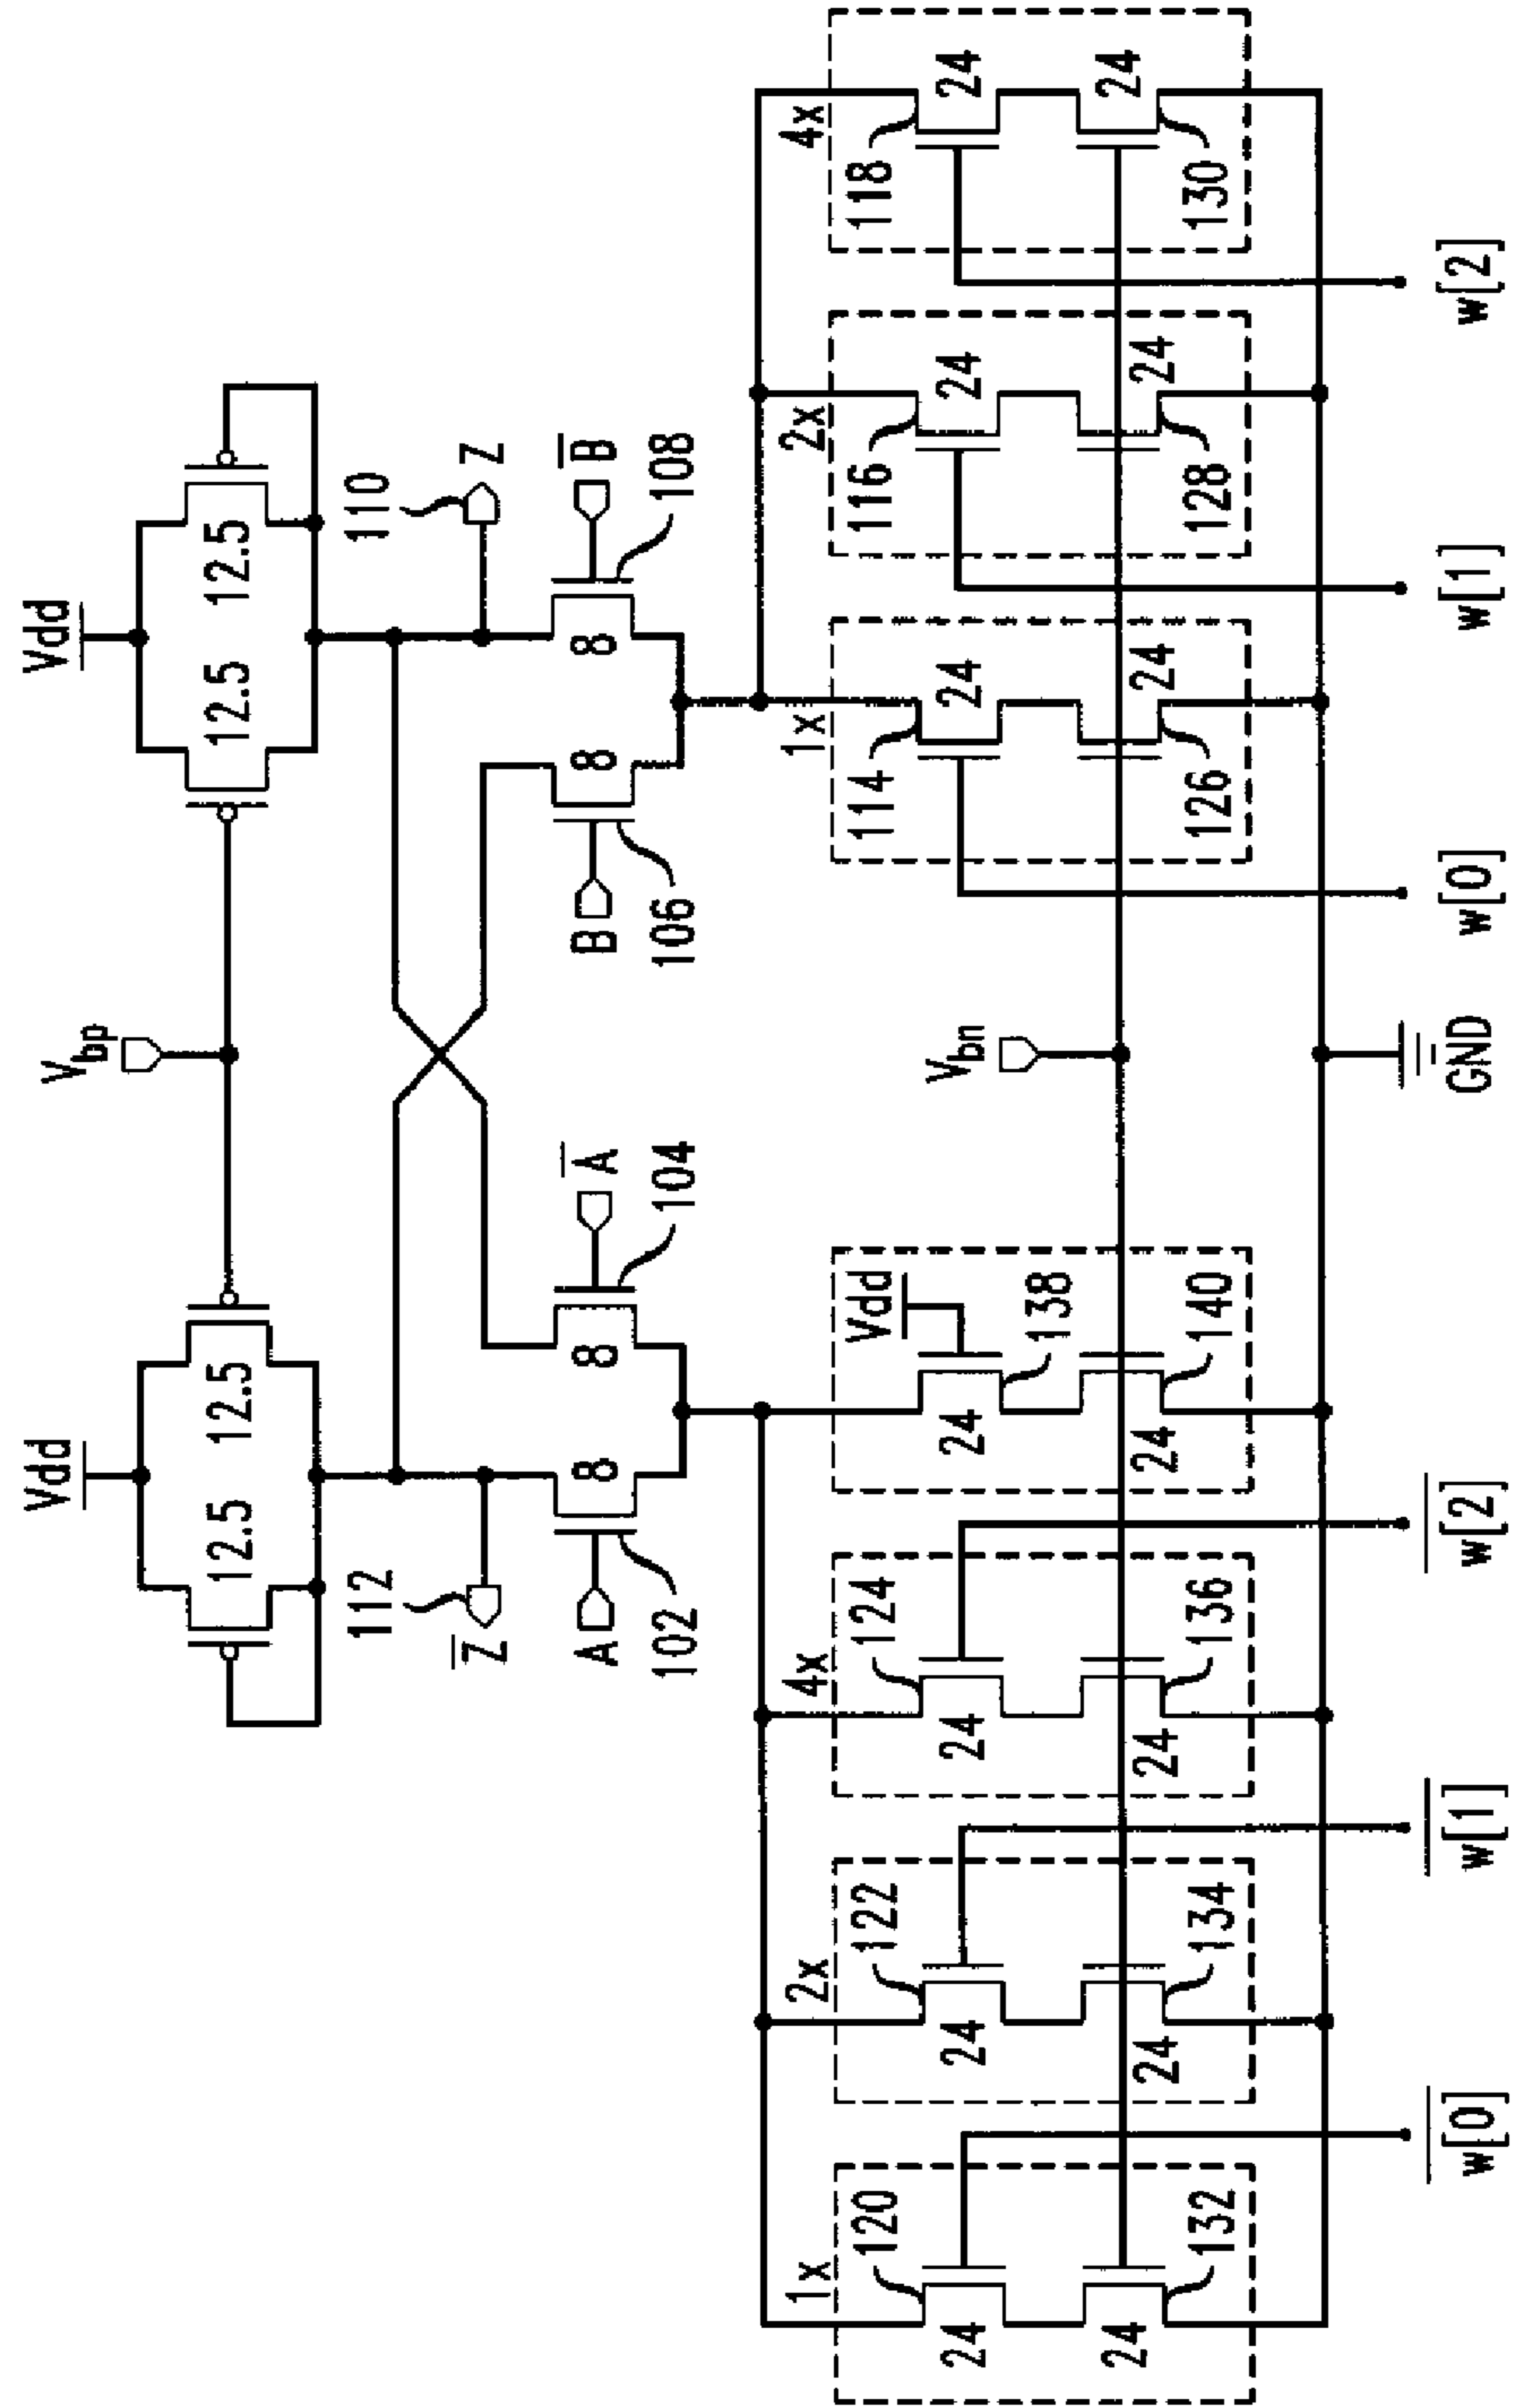 Vdd
V_bp
Vdd
12.5
12.5
12.5
12.5
112
110
Z̅
Z
A
8
8
A̅
B
8
8
B̅
102
104
106
108
1x
2x
4x
1x
2x
4x
120
122
124
Vdd
114
116
118
24
24
24
24
V_bn
24
24
24
138
24
24
24
24
24
24
24
132
134
136
140
126
128
130
w̅[̅0̅]̅
w̅[̅1̅]̅
w̅[̅2̅]̅
GND
w[0]
w[1]
w[2]